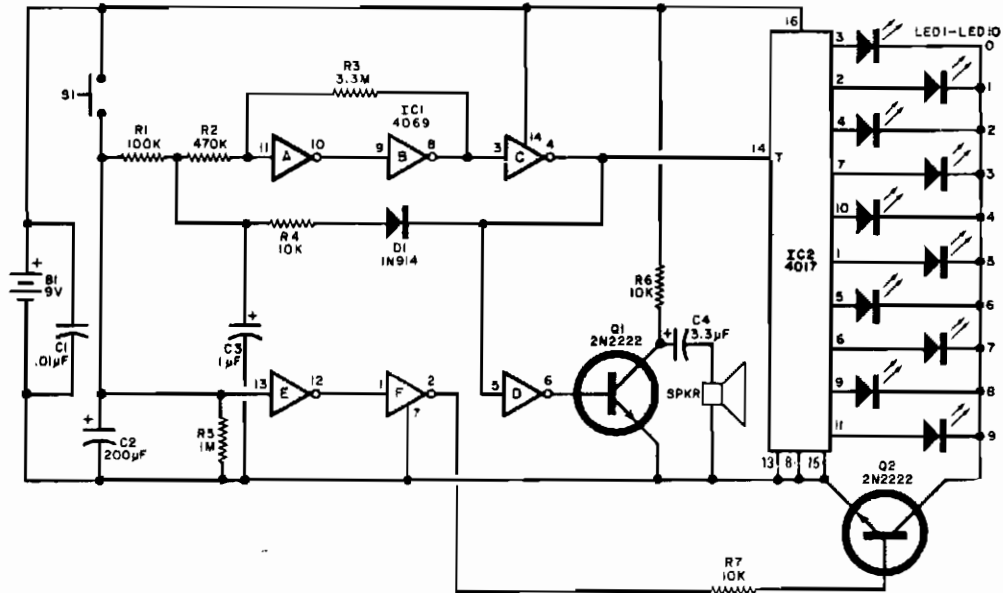 16
LED1-LED10
3
0
S1
R3
3.3M
IC1
4069
2
1
R1
100K
R2
470K
11
A
10
9
B
8
3
C
14
4
14
T
4
2
7
3
R4
10K
D1
1N914
10
4
IC2
4017
1
5
B1
9V
+
C1
.01µF
+
C3
1µF
R6
10K
Q1
2N2222
+
C4
3.3µF
5
6
6
7
13
E
12
1
F
2
7
5
D
6
SPKR
9
8
+
C2
200µF
R5
1M
11
9
13
8
15
Q2
2N2222
R7
10K